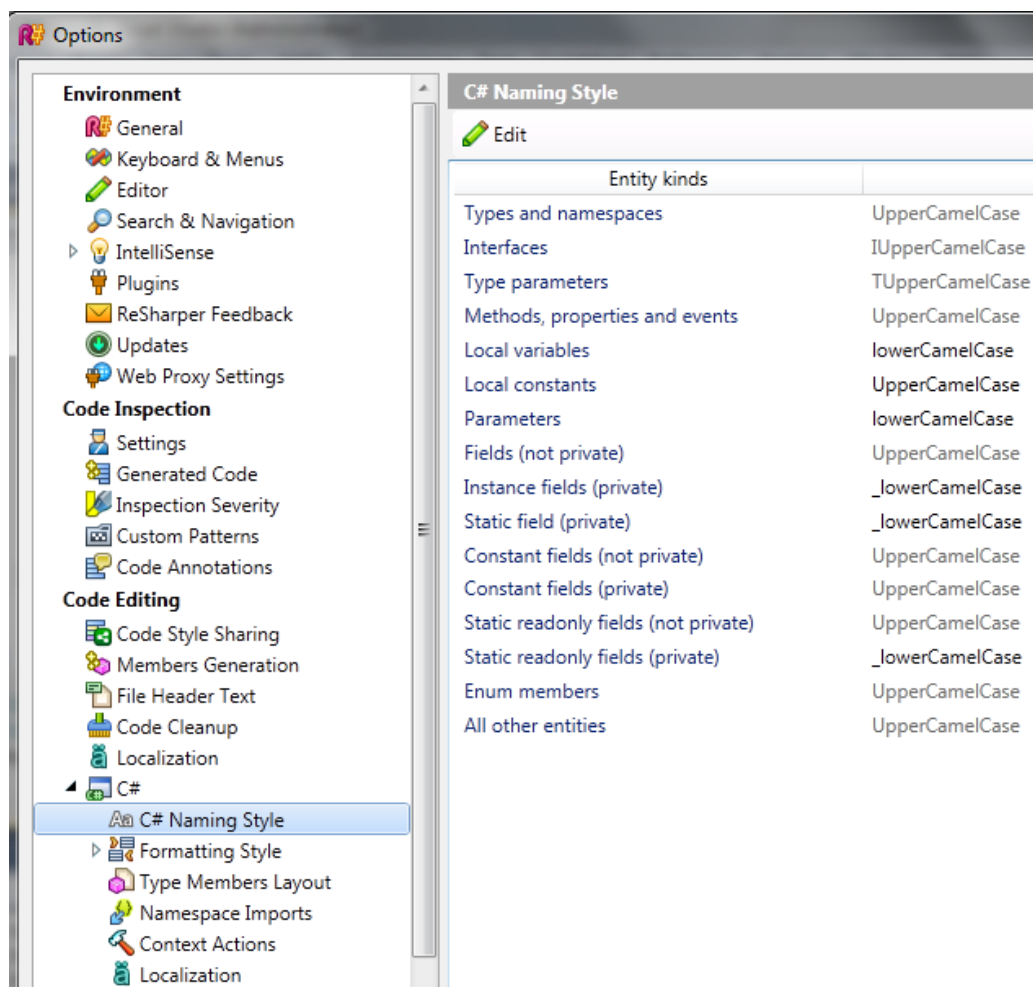 Options
Environment
General
Keyboard & Menus
Editor
Search & Navigation
IntelliSense
Plugins
ReSharper Feedback
Updates
Web Proxy Settings
Code Inspection
Settings
Generated Code
Inspection Severity
Custom Patterns
Code Annotations
Code Editing
Code Style Sharing
Members Generation
File Header Text
Code Cleanup
Localization
C#
C# Naming Style
Formatting Style
Type Members Layout
Namespace Imports
Context Actions
Localization
C# Naming Style
Edit
Entity kinds
Types and namespaces UpperCamelCase
Interfaces IUpperCamelCase
Type parameters TUpperCamelCase
Methods, properties and events UpperCamelCase
Local variables lowerCamelCase
Local constants UpperCamelCase
Parameters lowerCamelCase
Fields (not private) UpperCamelCase
Instance fields (private) _lowerCamelCase
Static field (private) _lowerCamelCase
Constant fields (not private) UpperCamelCase
Constant fields (private) UpperCamelCase
Static readonly fields (not private) UpperCamelCase
Static readonly fields (private) _lowerCamelCase
Enum members UpperCamelCase
All other entities UpperCamelCase